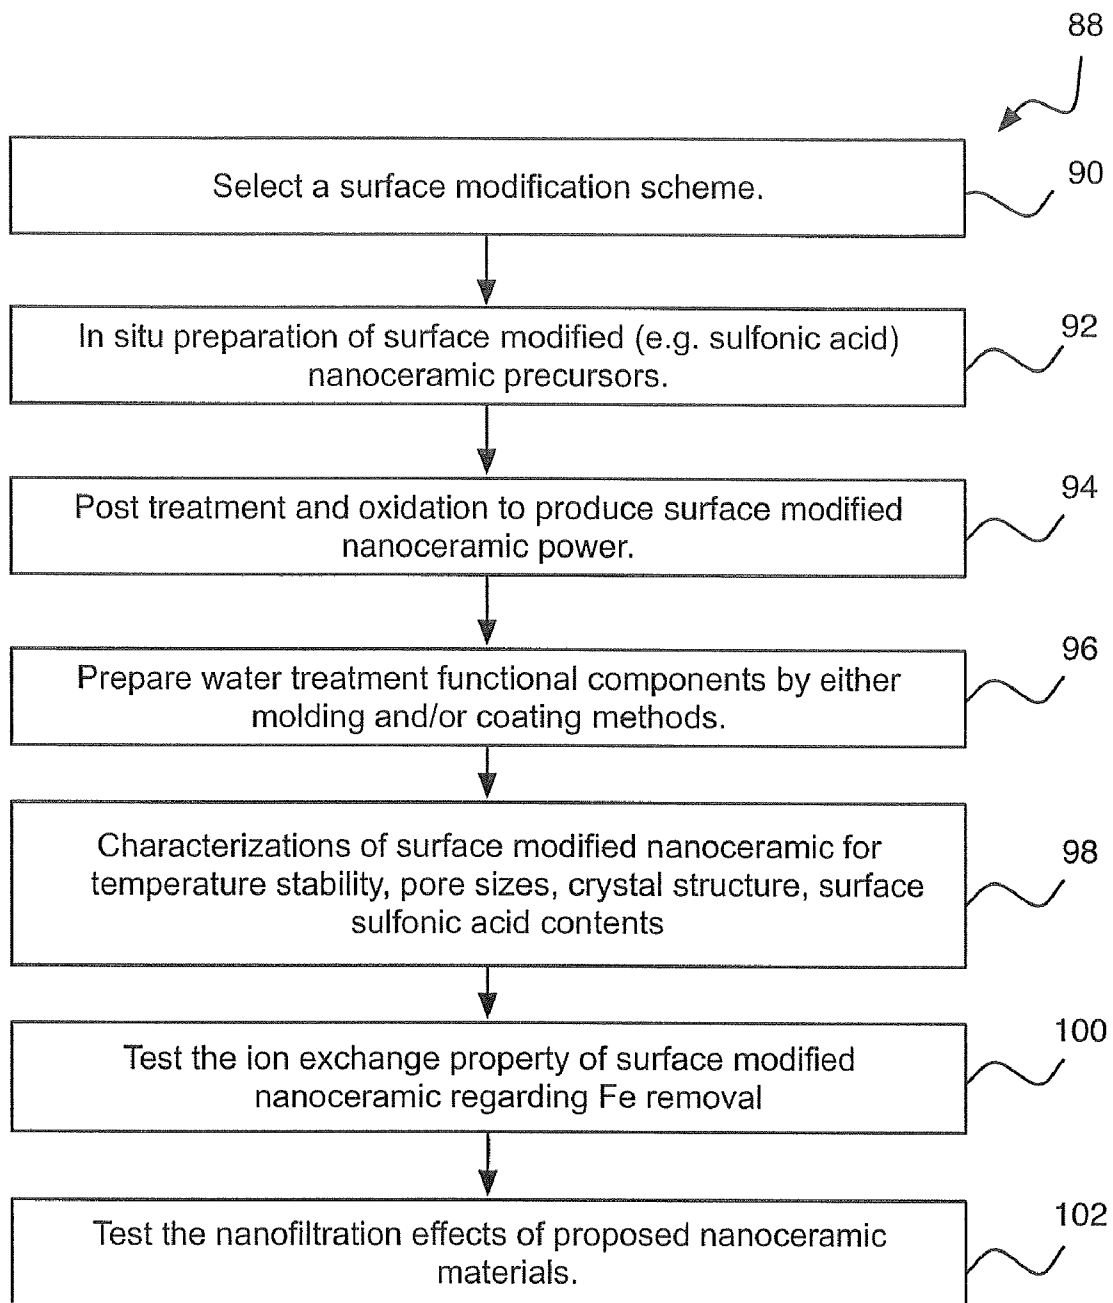 88
Select a surface modification scheme.
90
In situ preparation of surface modified (e.g. sulfonic acid)
nanoceramic precursors.
92
Post treatment and oxidation to produce surface modified
nanoceramic power.
94
Prepare water treatment functional components by either
molding and/or coating methods.
96
Characterizations of surface modified nanoceramic for
temperature stability, pore sizes, crystal structure, surface
sulfonic acid contents
98
Test the ion exchange property of surface modified
nanoceramic regarding Fe removal
100
Test the nanofiltration effects of proposed nanoceramic
materials.
102